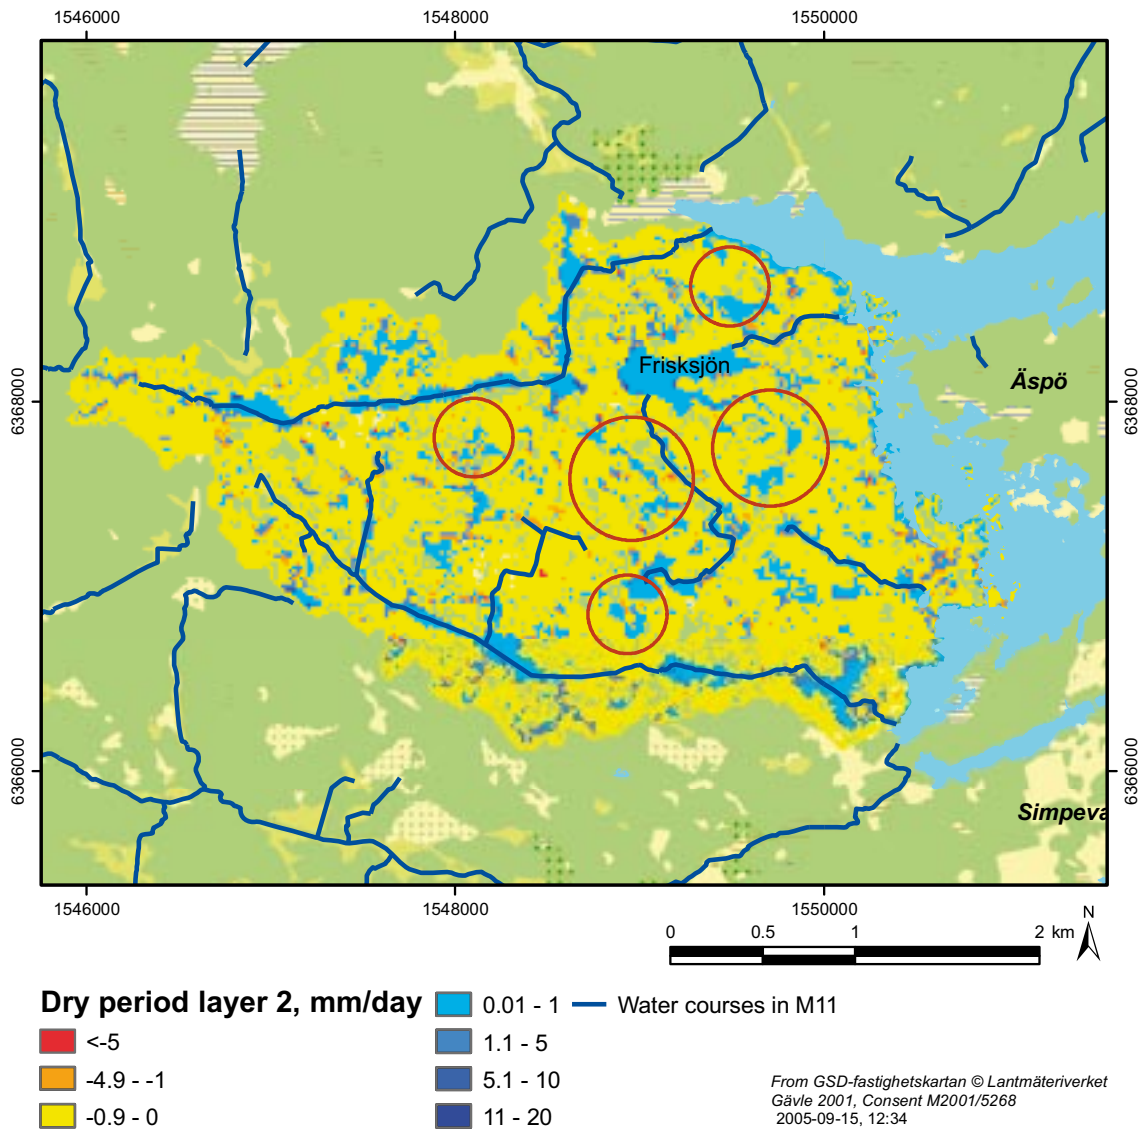 1546000
1548000
1550000
6368000
6368000
Frisksjön
Äspö
6366000
6366000
Simpeva
1546000
1548000
1550000
0
0.5
1
2 km
N
Dry period layer 2, mm/day
<-5
-4.9 - -1
-0.9 - 0
0.01 - 1
1.1 - 5
5.1 - 10
11 - 20
Water courses in M11
From GSD-fastighetskartan © Lantmäteriverket
Gävle 2001, Consent M2001/5268
2005-09-15, 12:34